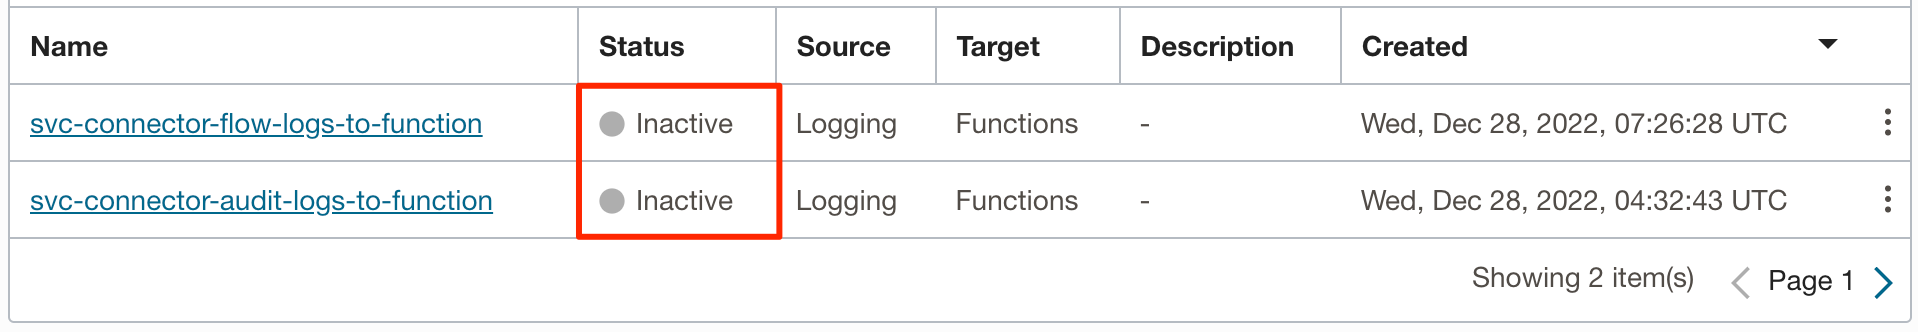 Name Status Source Target Description Created
svc-connector-flow-logs-to-function Inactive Logging Functions - Wed, Dec 28, 2022, 07:26:28 UTC
svc-connector-audit-logs-to-function Inactive Logging Functions - Wed, Dec 28, 2022, 04:32:43 UTC
Showing 2 item(s) Page 1